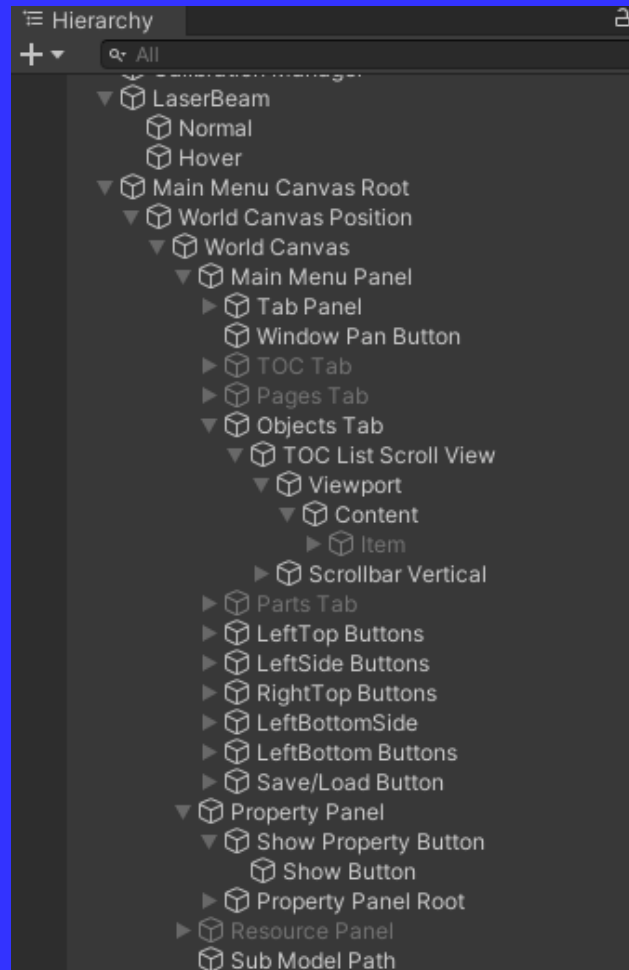 Hierarchy
All
LaserBeam
Normal
Hover
Main Menu Canvas Root
World Canvas Position
World Canvas
Main Menu Panel
Tab Panel
Window Pan Button
TOC Tab
Pages Tab
Objects Tab
TOC List Scroll View
Viewport
Content
Item
Scrollbar Vertical
Parts Tab
LeftTop Buttons
LeftSide Buttons
RightTop Buttons
LeftBottomSide
LeftBottom Buttons
Save/Load Button
Property Panel
Show Property Button
Show Button
Property Panel Root
Resource Panel
Sub Model Path